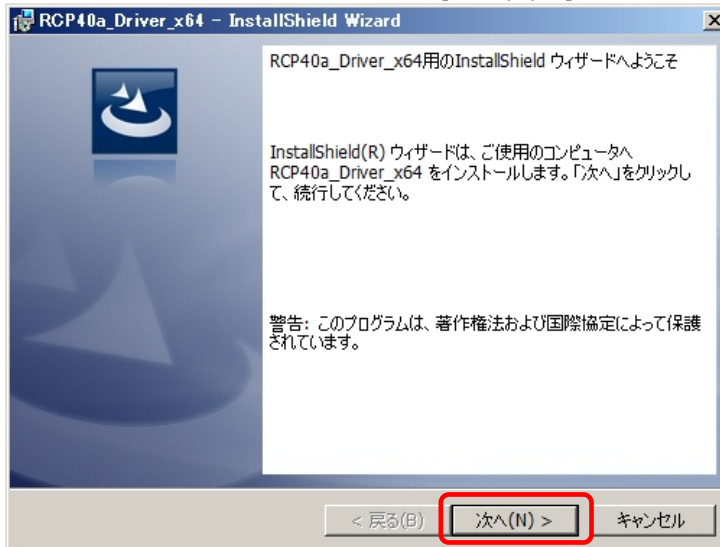 RCP40a_Driver_x64 - InstallShield Wizard
RCP40a_Driver_x64用のInstallShield ウィザードへようこそ
InstallShield(R) ウィザードは、ご使用のコンピュータへ
RCP40a_Driver_x64 をインストールします。「次へ」をクリックし
て、続行してください。
警告: このプログラムは、著作権法および国際協定によって保護
されています。
< 戻る(B)
次へ(N) >
キャンセル